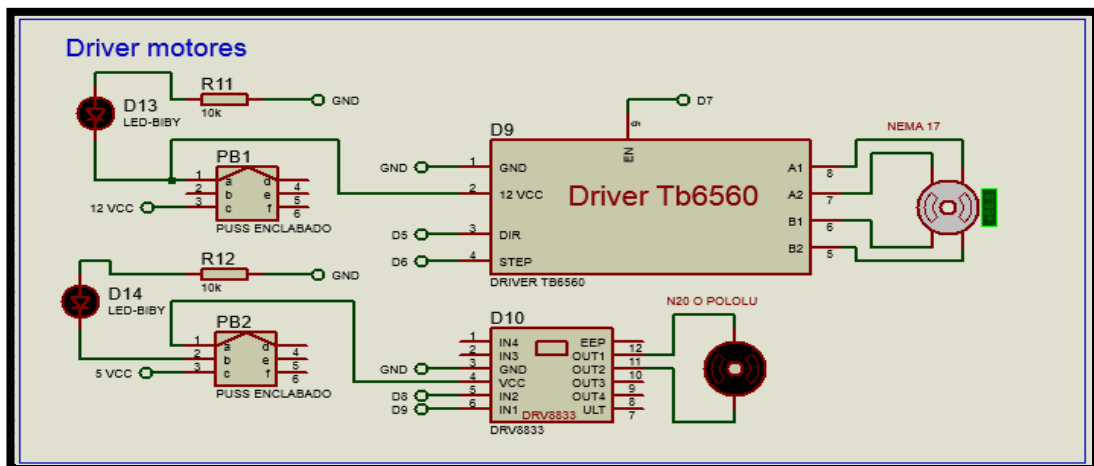 Driver motores
R11
10k
GND
D13
LED-BIBY
PB1
1 a d 4
2 b e 5
3 c f 6
12 VCC
PUSS ENCLABADO
D7
9
EN
D9
GND 1 GND
2 12 VCC
D5 3 DIR
D6 4 STEP
Driver Tb6560
A1 8
A2 7
B1 6
B2 5
DRIVER TB6560
NEMA 17
R12
10k
GND
D14
LED-BIBY
PB2
1 a d 4
2 b e 5
3 c f 6
5 VCC
PUSS ENCLABADO
N20 O POLOLU
D10
1 IN4 EEP 12
2 IN3 OUT1 11
GND 3 GND OUT2 10
4 VCC OUT3 9
D8 5 IN2 OUT4 8
D9 6 IN1 ULT 7
DRV8833
DRV8833